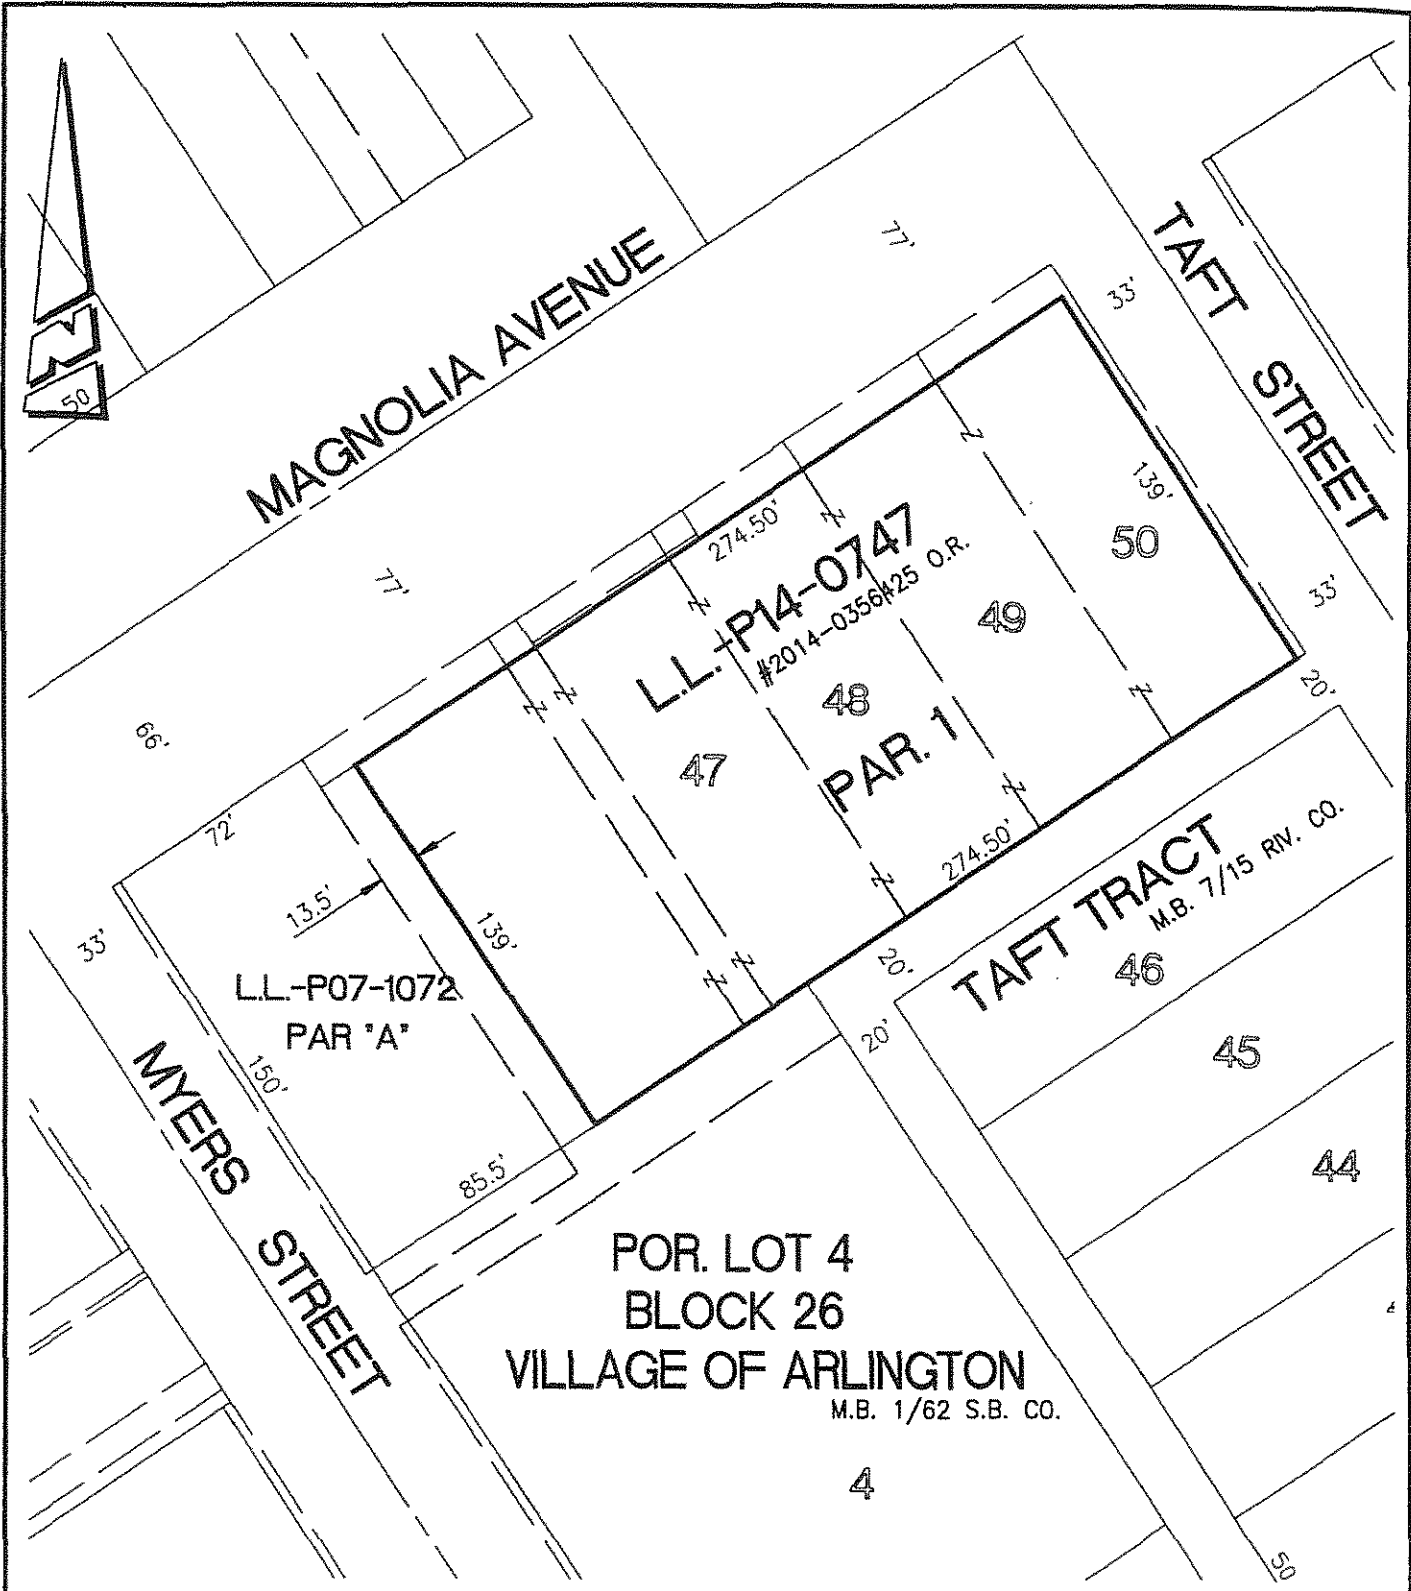 N
50
MAGNOLIA AVENUE
77'
33'
TAFT STREET
139'
274.50'
L.L.-P14-0747
#2014-0356425 O.R.
50
49
48
47
PAR. 1
77'
33'
20'
66'
72'
13.5'
139'
274.50'
TAFT TRACT
M.B. 7/15 RIV. CO.
33'
L.L.-P07-1072
PAR "A"
20'
46
20'
45
MYERS STREET
150'
85.5'
44
POR. LOT 4
BLOCK 26
VILLAGE OF ARLINGTON
M.B. 1/62 S.B. CO.
4
50